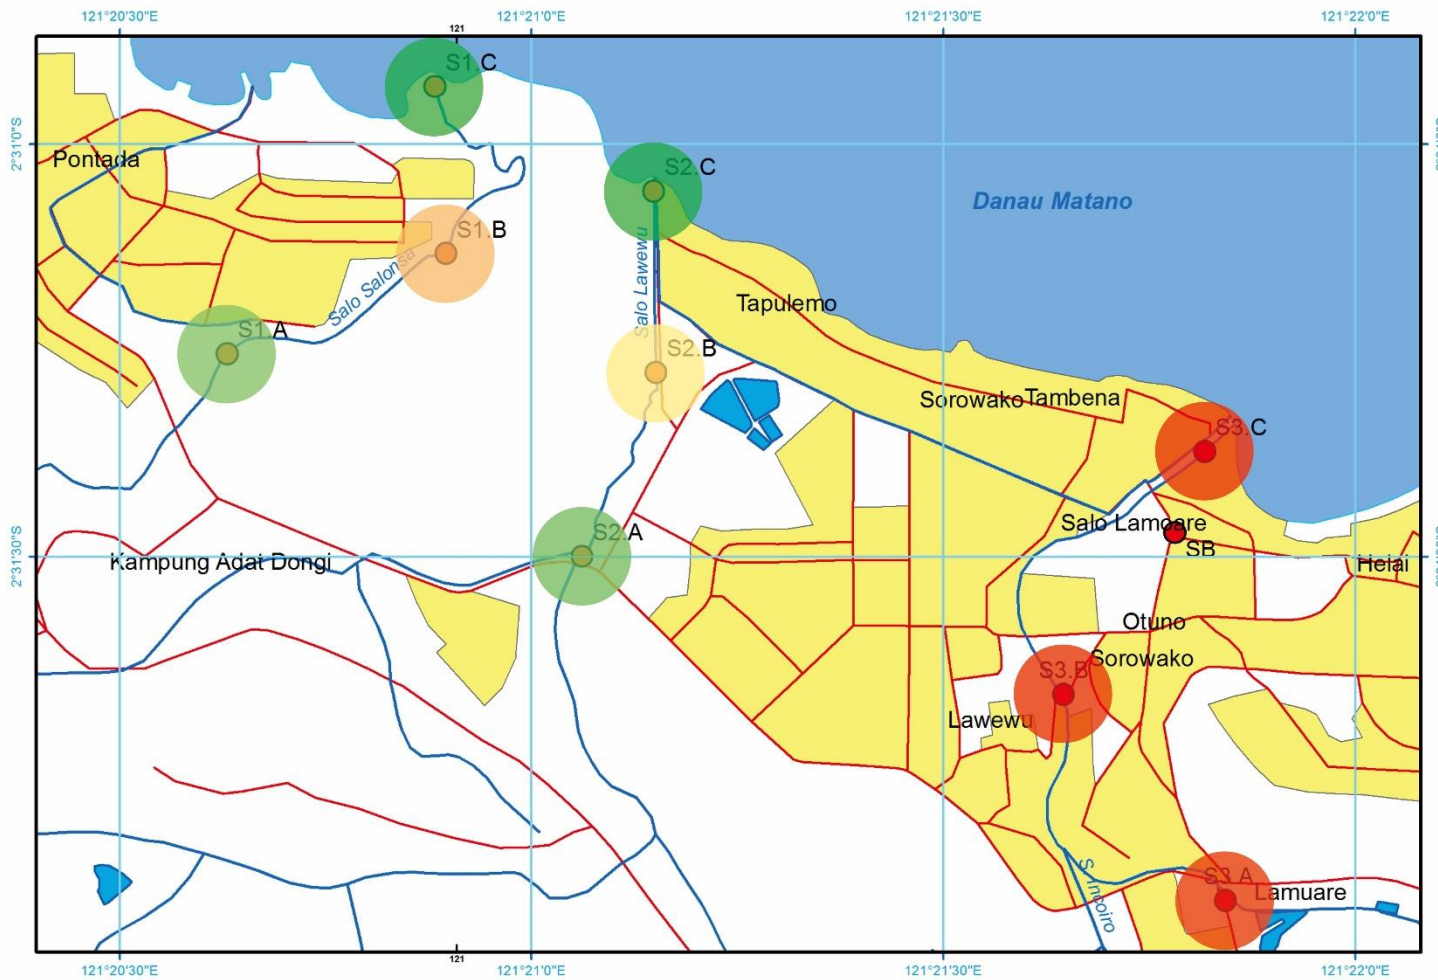 121°20'30"E
121°21'0"E
121°21'30"E
121°22'0"E
121
S1.C
2°31'0"S
Pontada
S2.C
Danau Matano
S1.B
Salo Salonsa
Salo Lawewu
Tapulemo
S1.A
S2.B
Sorowako
Tambena
S3.C
Salo Lamoare
S2.A
SB
2°31'30"S
Kampung Adat Dongi
Helai
Otuno
Sorowako
S3.B
Lawewu
S3.A
Lamuare
121
121°20'30"E
121°21'0"E
121°21'30"E
121°22'0"E